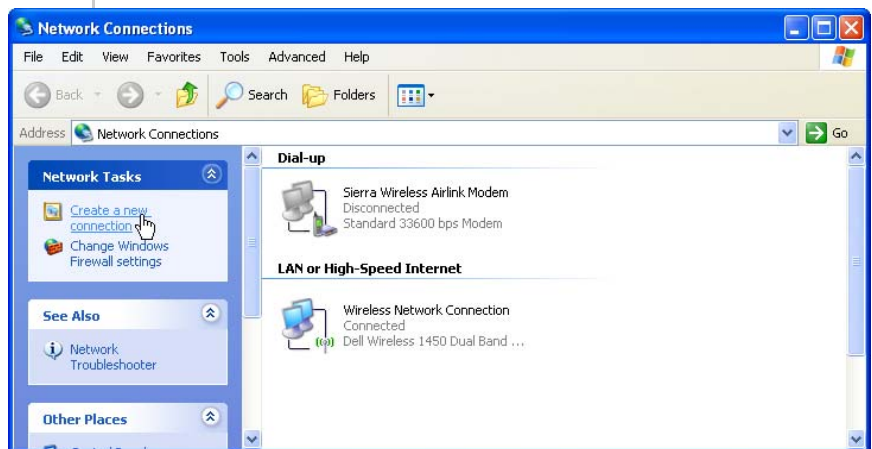 Network Connections
File Edit View Favorites Tools Advanced Help
Back Search Folders
Address Network Connections Go
Network Tasks
Create a new
connection
Change Windows
Firewall settings
See Also
Network
Troubleshooter
Other Places
Dial-up
Sierra Wireless Airlink Modem
Disconnected
Standard 33600 bps Modem
LAN or High-Speed Internet
Wireless Network Connection
Connected
Dell Wireless 1450 Dual Band ...